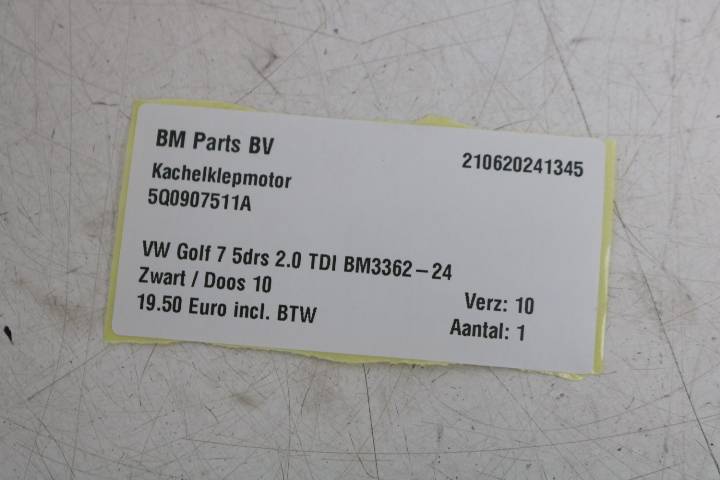 BM Parts BV
210620241345
Kachelklepmotor
5Q0907511A
VW Golf 7 5drs 2.0 TDI BM3362-24
Zwart / Doos 10
Verz: 10
19.50 Euro incl. BTW
Aantal: 1